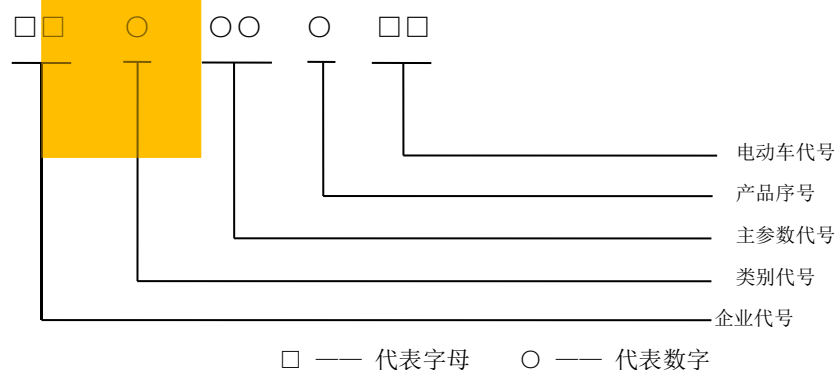 □□ ○ ○○ ○ □□
电动车代号
产品序号
主参数代号
类别代号
企业代号
□ —— 代表字母 ○ —— 代表数字